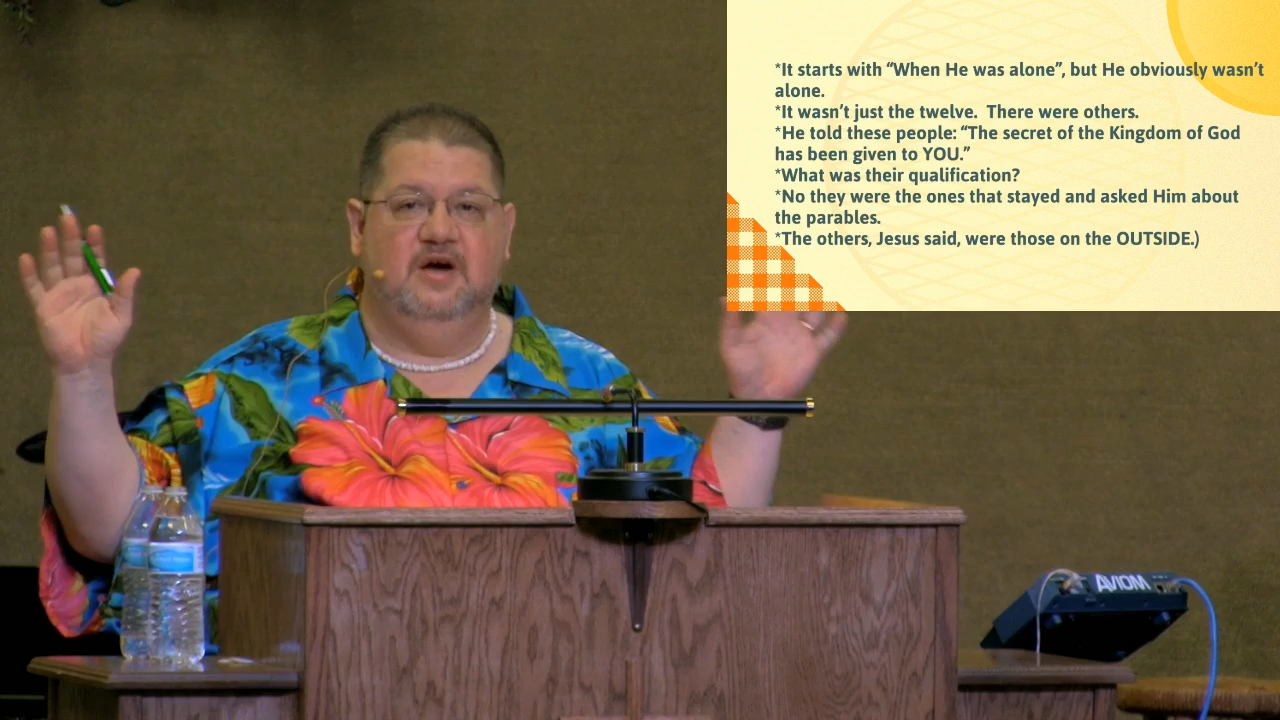 *It starts with “When He was alone”, but He obviously wasn’t
alone.
*It wasn’t just the twelve.  There were others.
*He told these people: “The secret of the Kingdom of God
has been given to YOU.”
*What was their qualification?
*No they were the ones that stayed and asked Him about
the parables.
*The others, Jesus said, were those on the OUTSIDE.)
AVIOM